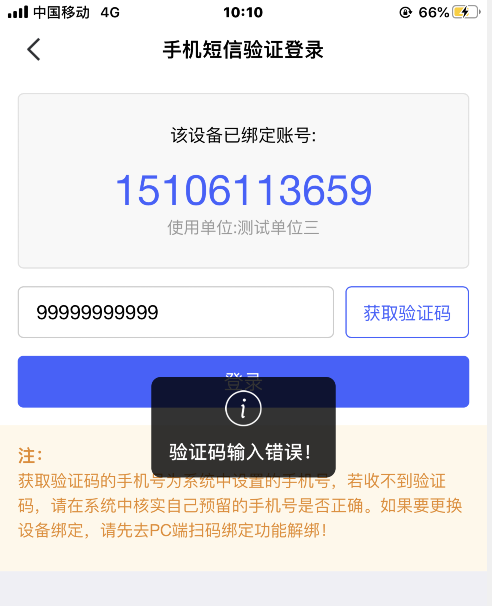 中国移动 4G 10:10 66%
手机短信验证登录
该设备已绑定账号:
15106113659
使用单位:测试单位三
99999999999 获取验证码
登录
验证码输入错误!
注:
获取验证码的手机号为系统中设置的手机号，若收不到验证
码，请在系统中核实自己预留的手机号是否正确。如果要更换
设备绑定，请先去PC端扫码绑定功能解绑!